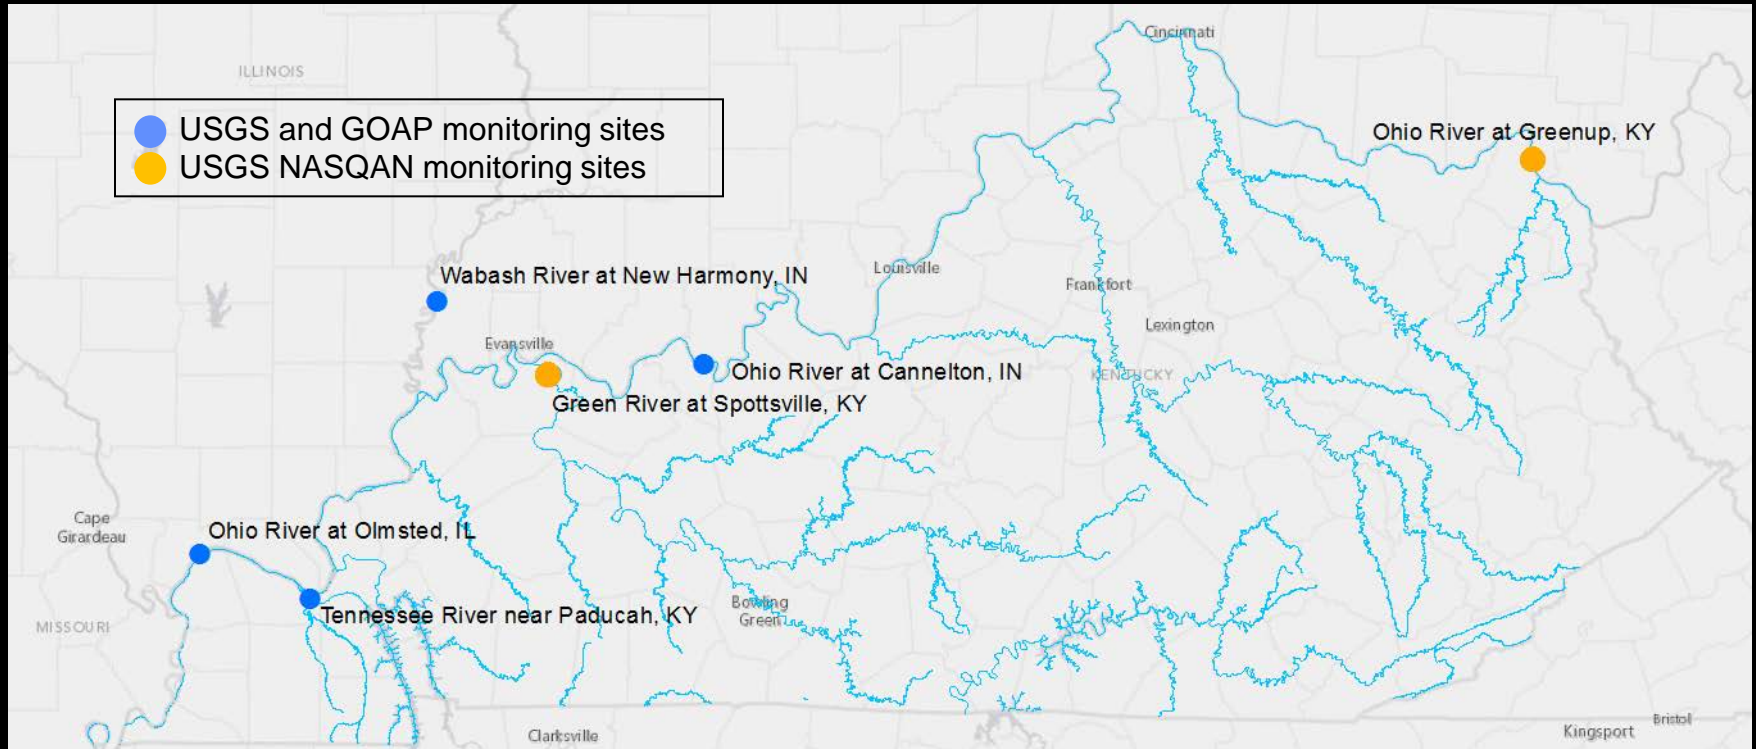 Cincinnati
ILLINOIS
USGS and GOAP monitoring sites
USGS NASQAN monitoring sites
Ohio River at Greenup, KY
Wabash River at New Harmony, IN
Louisville
Frankfort
Lexington
Evansville
Ohio River at Cannelton, IN
KENTUCKY
Green River at Spottsville, KY
Cape
Girardeau
Ohio River at Olmsted, IL
Bowling
Green
Tennessee River near Paducah, KY
MISSOURI
Bristol
Kingsport
Clarksville